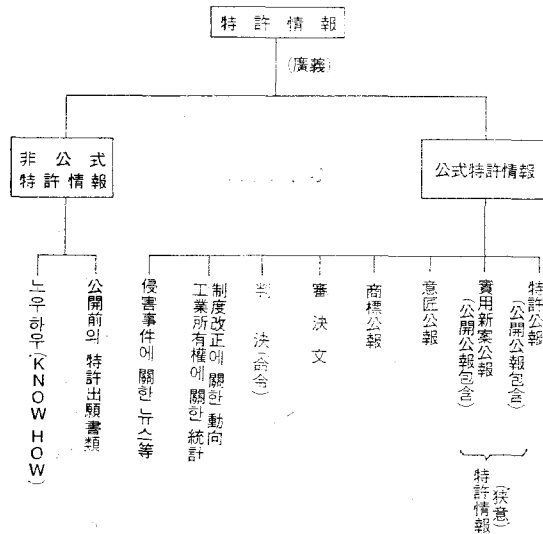 特許情報
(廣義)
非公式
特許情報
公式特許情報
노우하우(KNOW HOW)
公開前의 特許出願書類
侵害事件에 關한 뉴스等
制度改正에 關한 動向
工業所有權에 關한 統計
判決(命令)
審決文
商標公報
意匠公報
實用新案公報
(公開公報包含)
特許公報
(公開公報包含)
(狹意)
特許情報